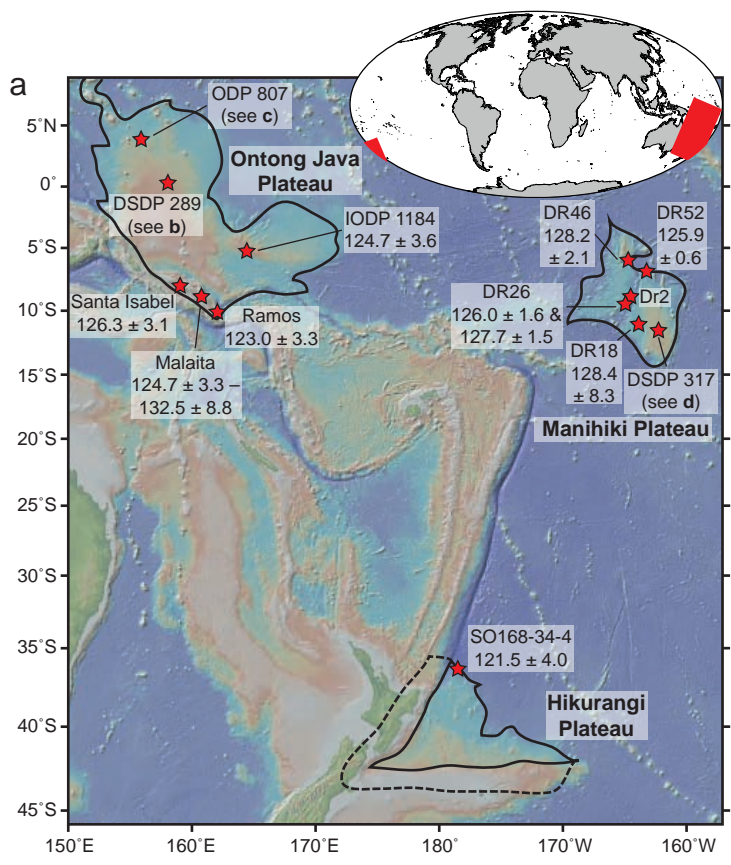 a
ODP 807
(see c)
Ontong Java
Plateau
DSDP 289
(see b)
IODP 1184
124.7 ± 3.6
Santa Isabel
126.3 ± 3.1
Ramos
123.0 ± 3.3
Malaita
124.7 ± 3.3 –
132.5 ± 8.8
DR46
128.2
± 2.1
DR52
125.9
± 0.6
DR26
126.0 ± 1.6 &
127.7 ± 1.5
Dr2
DR18
128.4
± 8.3
DSDP 317
(see d)
Manihiki Plateau
SO168-34-4
121.5 ± 4.0
Hikurangi
Plateau
5˚N
0˚
5˚S
10˚S
15˚S
20˚S
25˚S
30˚S
35˚S
40˚S
45˚S
150˚E
160˚E
170˚E
180˚
170˚W
160˚W